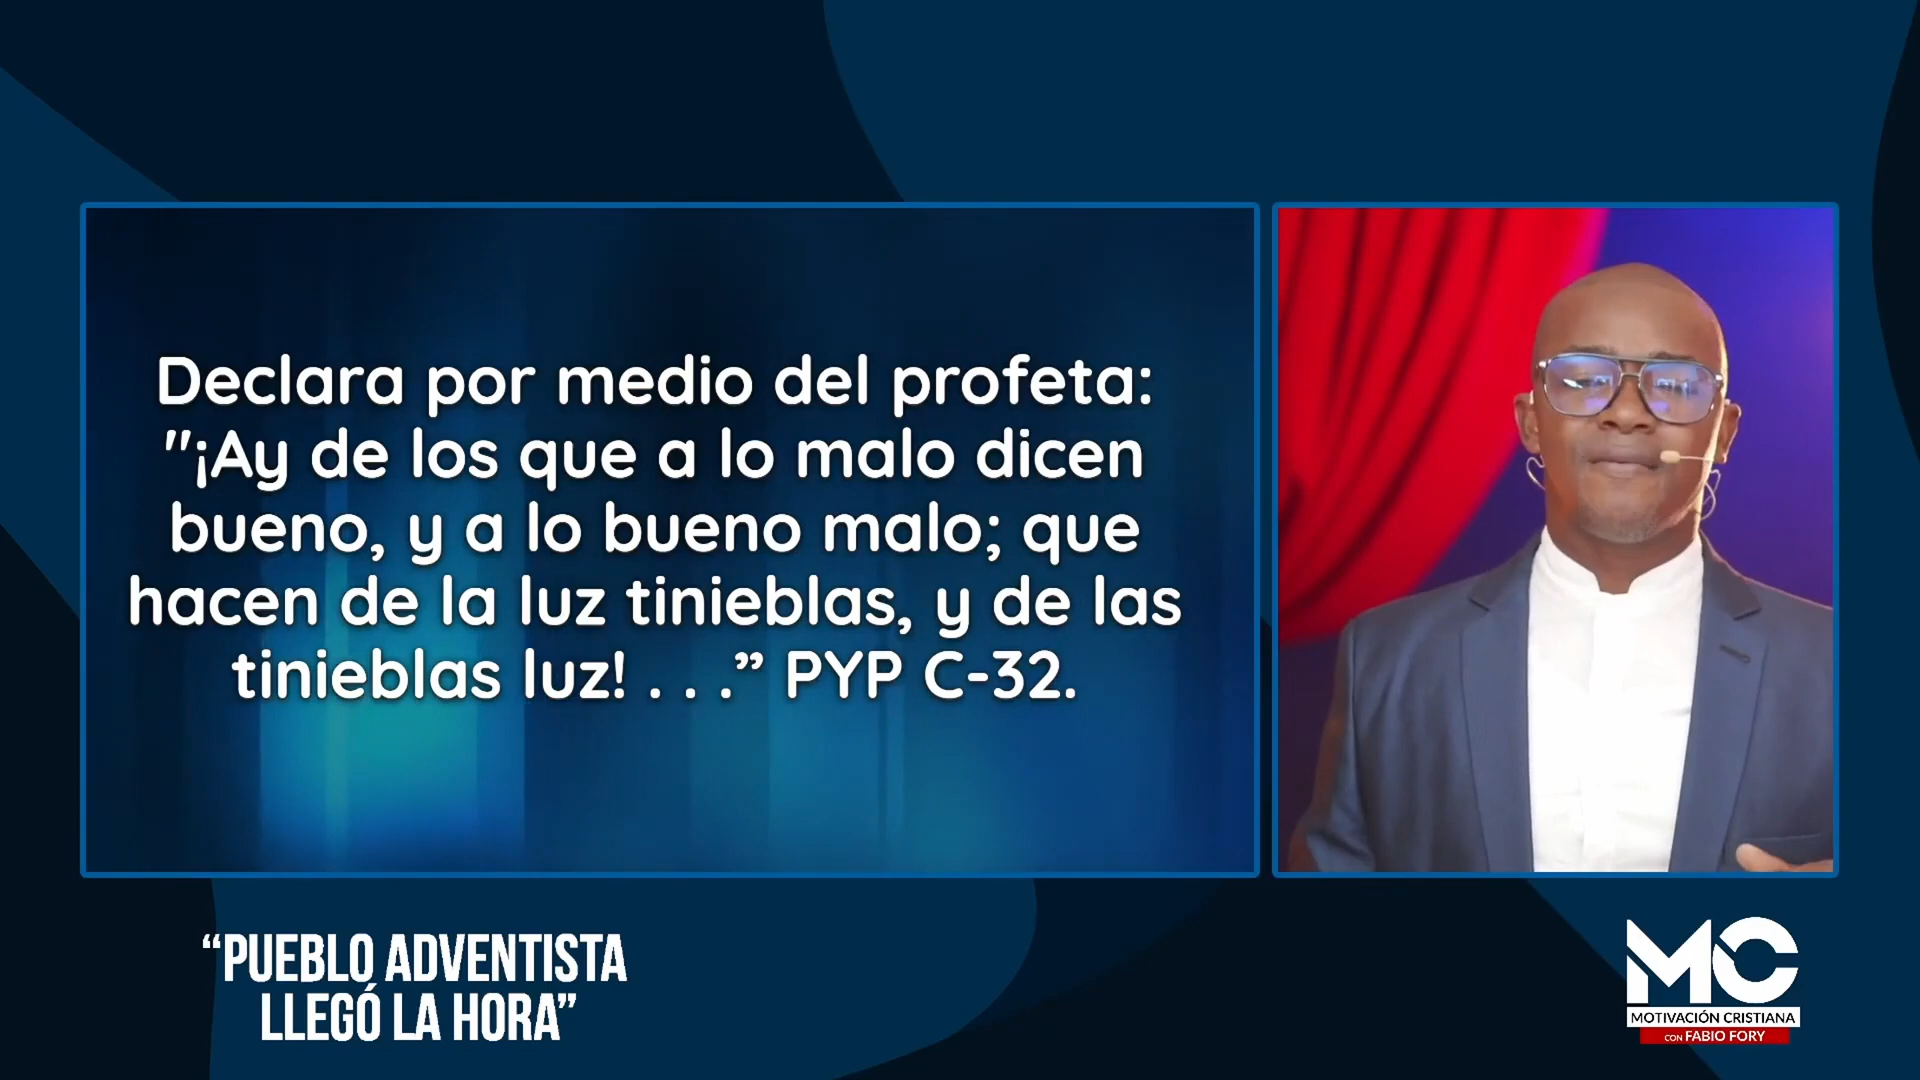 Declara por medio del profeta:
"¡Ay de los que a lo malo dicen
bueno, y a lo bueno malo; que
hacen de la luz tinieblas, y de las
tinieblas luz! . . .” PYP C-32.
“PUEBLO ADVENTISTA
LLEGÓ LA HORA”
MC
MOTIVACIÓN CRISTIANA
CON FABIO FORY